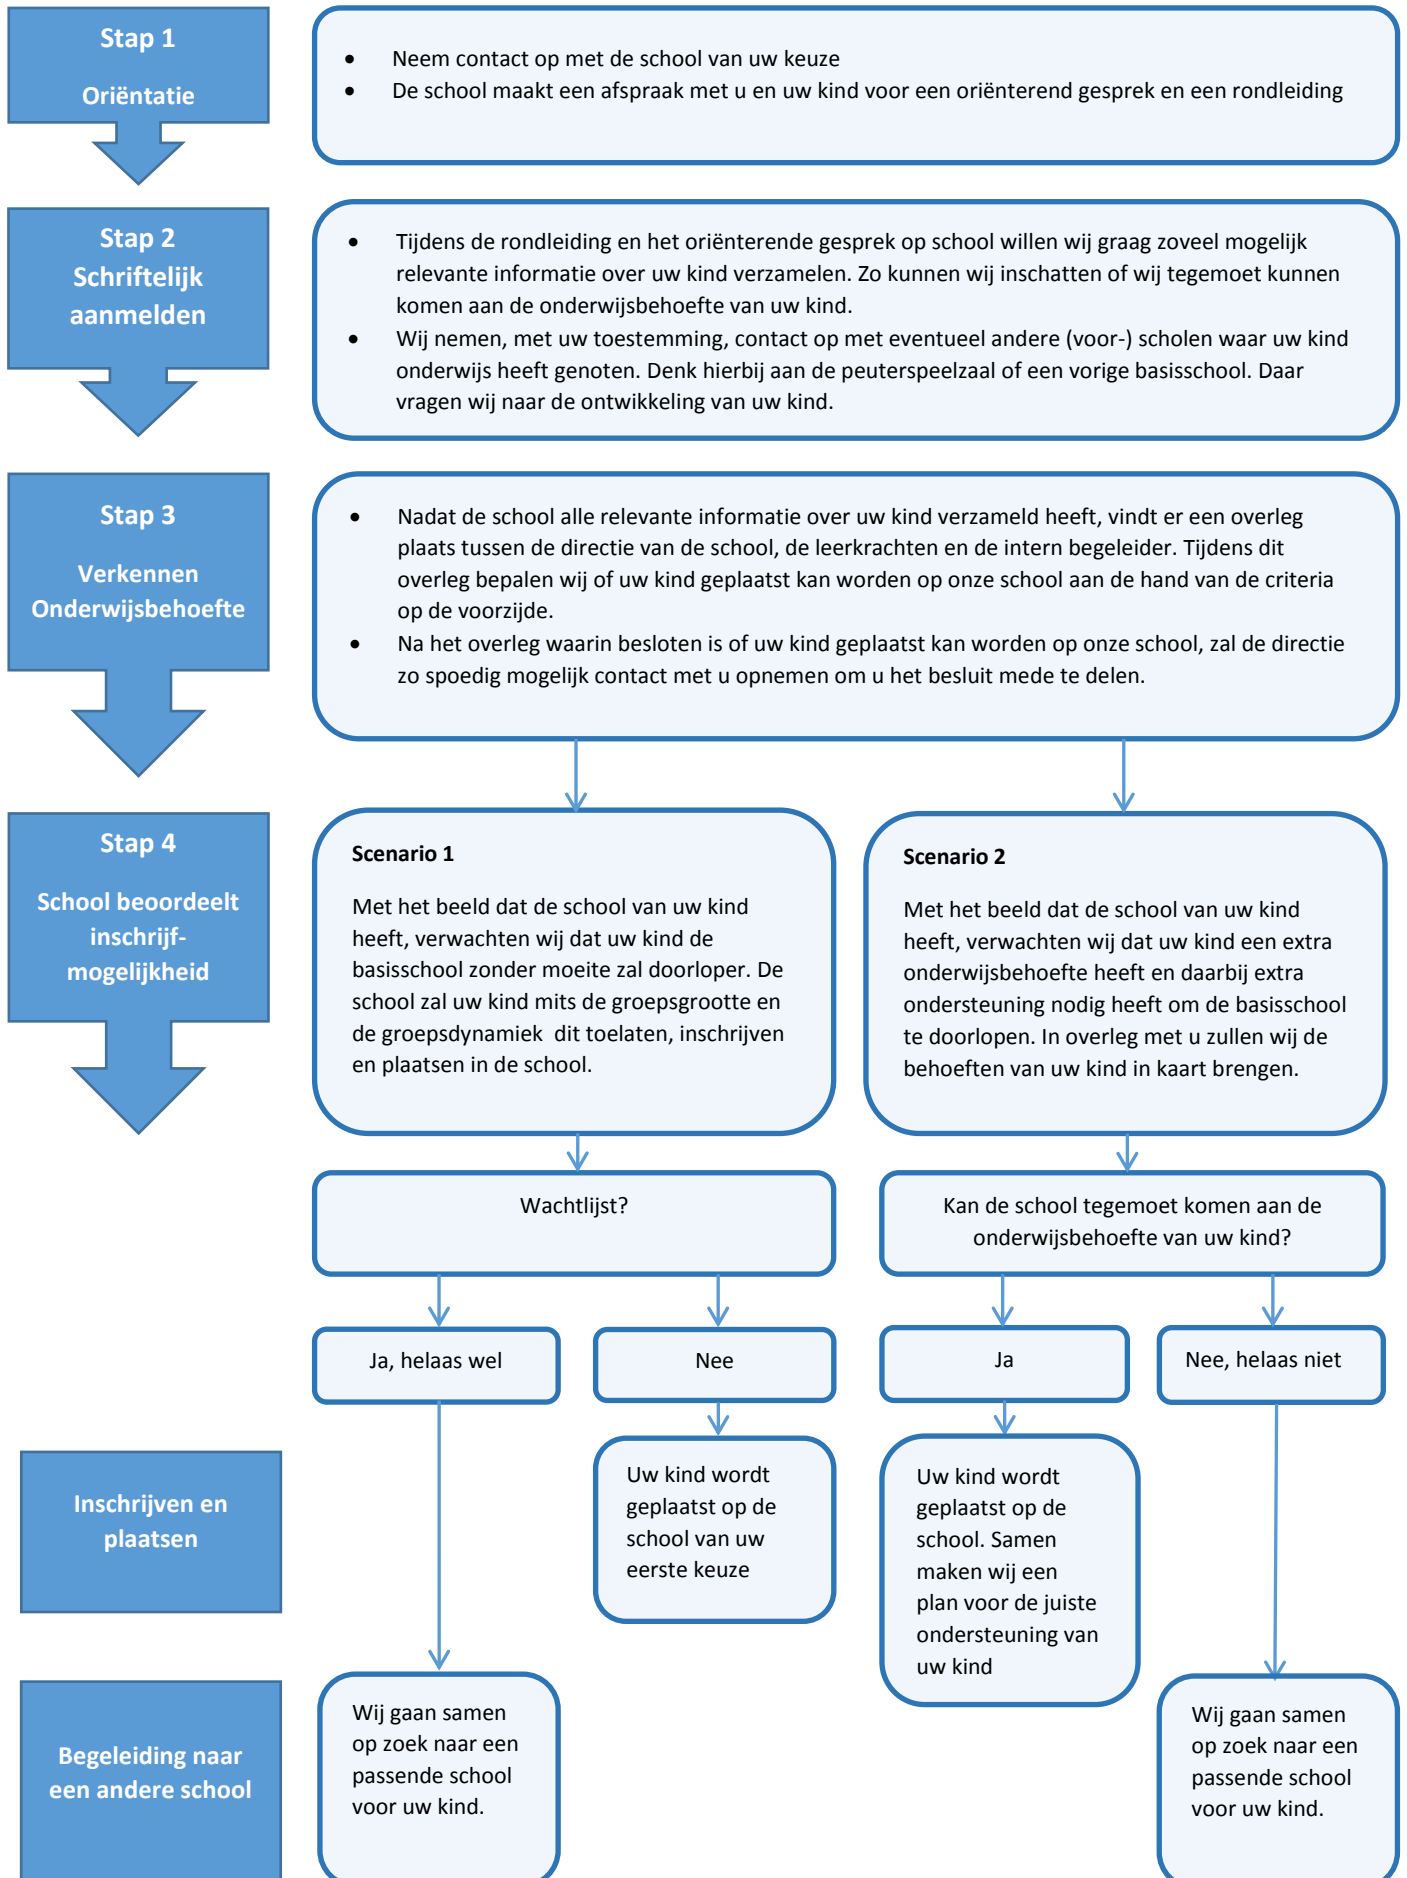 Stap 1
Oriëntatie
• Neem contact op met de school van uw keuze
• De school maakt een afspraak met u en uw kind voor een oriënterend gesprek en een rondleiding
Stap 2
Schriftelijk
aanmelden
• Tijdens de rondleiding en het oriënterende gesprek op school willen wij graag zoveel mogelijk
relevante informatie over uw kind verzamelen. Zo kunnen wij inschatten of wij tegemoet kunnen
komen aan de onderwijsbehoefte van uw kind.
• Wij nemen, met uw toestemming, contact op met eventueel andere (voor-) scholen waar uw kind
onderwijs heeft genoten. Denk hierbij aan de peuterspeelzaal of een vorige basisschool. Daar
vragen wij naar de ontwikkeling van uw kind.
Stap 3
Verkennen
Onderwijsbehoefte
• Nadat de school alle relevante informatie over uw kind verzameld heeft, vindt er een overleg
plaats tussen de directie van de school, de leerkrachten en de intern begeleider. Tijdens dit
overleg bepalen wij of uw kind geplaatst kan worden op onze school aan de hand van de criteria
op de voorzijde.
• Na het overleg waarin besloten is of uw kind geplaatst kan worden op onze school, zal de directie
zo spoedig mogelijk contact met u opnemen om u het besluit mede te delen.
Stap 4
School beoordeelt
inschrijf-
mogelijkheid
Scenario 1
Met het beeld dat de school van uw kind
heeft, verwachten wij dat uw kind de
basisschool zonder moeite zal doorloper. De
school zal uw kind mits de groepsgrootte en
de groepsdynamiek dit toelaten, inschrijven
en plaatsen in de school.
Scenario 2
Met het beeld dat de school van uw kind
heeft, verwachten wij dat uw kind een extra
onderwijsbehoefte heeft en daarbij extra
ondersteuning nodig heeft om de basisschool
te doorlopen. In overleg met u zullen wij de
behoeften van uw kind in kaart brengen.
Wachtlijst?
Kan de school tegemoet komen aan de
onderwijsbehoefte van uw kind?
Ja, helaas wel
Nee
Ja
Nee, helaas niet
Inschrijven en
plaatsen
Uw kind wordt
geplaatst op de
school van uw
eerste keuze
Uw kind wordt
geplaatst op de
school. Samen
maken wij een
plan voor de juiste
ondersteuning van
uw kind
Begeleiding naar
een andere school
Wij gaan samen
op zoek naar een
passende school
voor uw kind.
Wij gaan samen
op zoek naar een
passende school
voor uw kind.